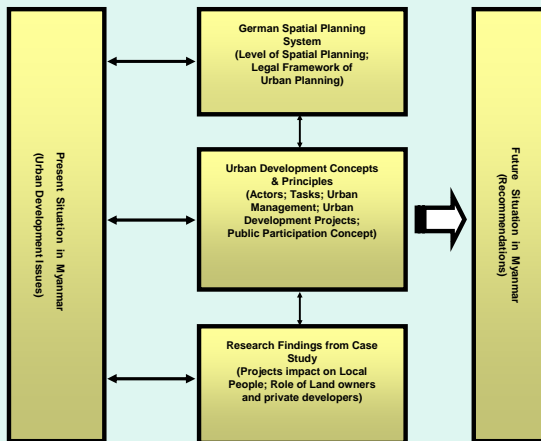 Present Situation in Myanmar
(Urban Development Issues)
German Spatial Planning
System
(Level of Spatial Planning;
Legal Framework of
Urban Planning)
Urban Development Concepts
& Principles
(Actors; Tasks; Urban
Management; Urban
Development Projects;
Public Participation Concept)
Research Findings from Case
Study
(Projects impact on Local
People; Role of Land owners
and private developers)
Future Situation in Myanmar
(Recommendations)